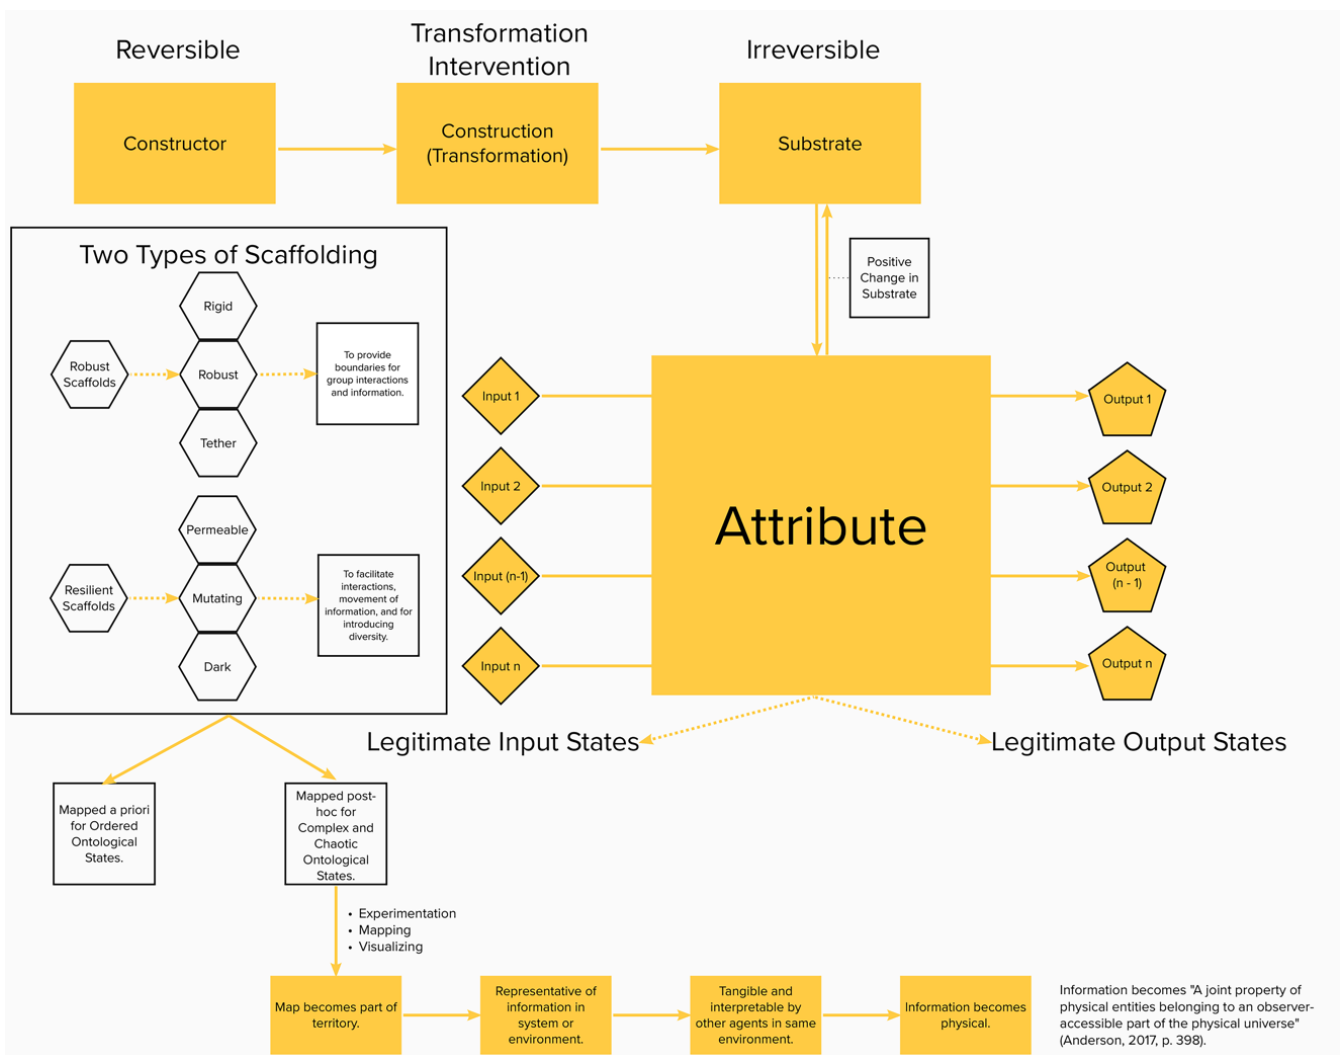 Reversible
Transformation
Intervention
Irreversible
Constructor
Construction
(Transformation)
Substrate
Positive
Change in
Substrate
Two Types of Scaffolding
Rigid
Robust
Scaffolds
Robust
Tether
To provide
boundaries for
group interactions
and information.
Permeable
Resilient
Scaffolds
Mutating
Dark
To facilitate
interactions,
movement of
information, and for
introducing
diversity.
Input 1
Input 2
Input (n-1)
Input n
Attribute
Output 1
Output 2
Output
(n - 1)
Output n
Legitimate Input States
Legitimate Output States
Mapped a priori
for Ordered
Ontological
States.
Mapped post-
hoc for
Complex and
Chaotic
Ontological
States.
• Experimentation
• Mapping
• Visualizing
Map becomes part of
territory.
Representative of
information in
system or
environment.
Tangible and
interpretable by
other agents in same
environment.
Information becomes
physical.
Information becomes "A joint property of
physical entities belonging to an observer-
accessible part of the physical universe"
(Anderson, 2017, p. 398).